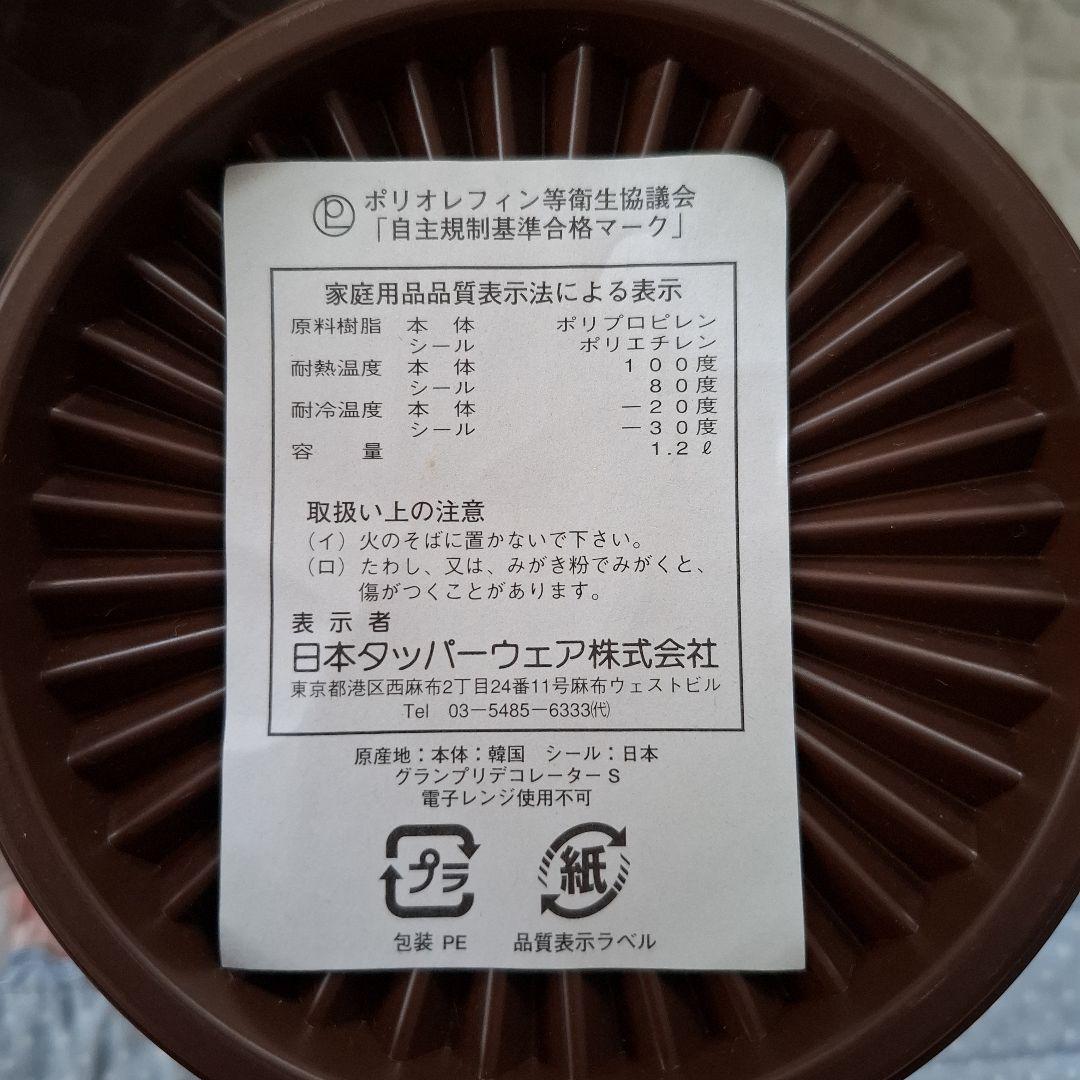 ポリオレフィン等衛生協議会
「自主規制基準合格マーク」
家庭用品品質表示法による表示
原料樹脂 本 体 ポリプロピレン
シール ポリエチレン
耐熱温度 本 体 100度
シール 80度
耐冷温度 本 体 −20度
シール −30度
容 量 1.2ℓ
取扱い上の注意
(イ)火のそばに置かないで下さい。
(ロ)たわし、又は、みがき粉でみがくと、
傷がつくことがあります。
表示者
日本タッパーウェア株式会社
東京都港区西麻布2丁目24番11号麻布ウェストビル
Tel 03−5485−6333㈹
原産地:本体:韓国 シール:日本
グランプリデコレーターS
電子レンジ使用不可
プラ 紙
包装 PE 品質表示ラベル